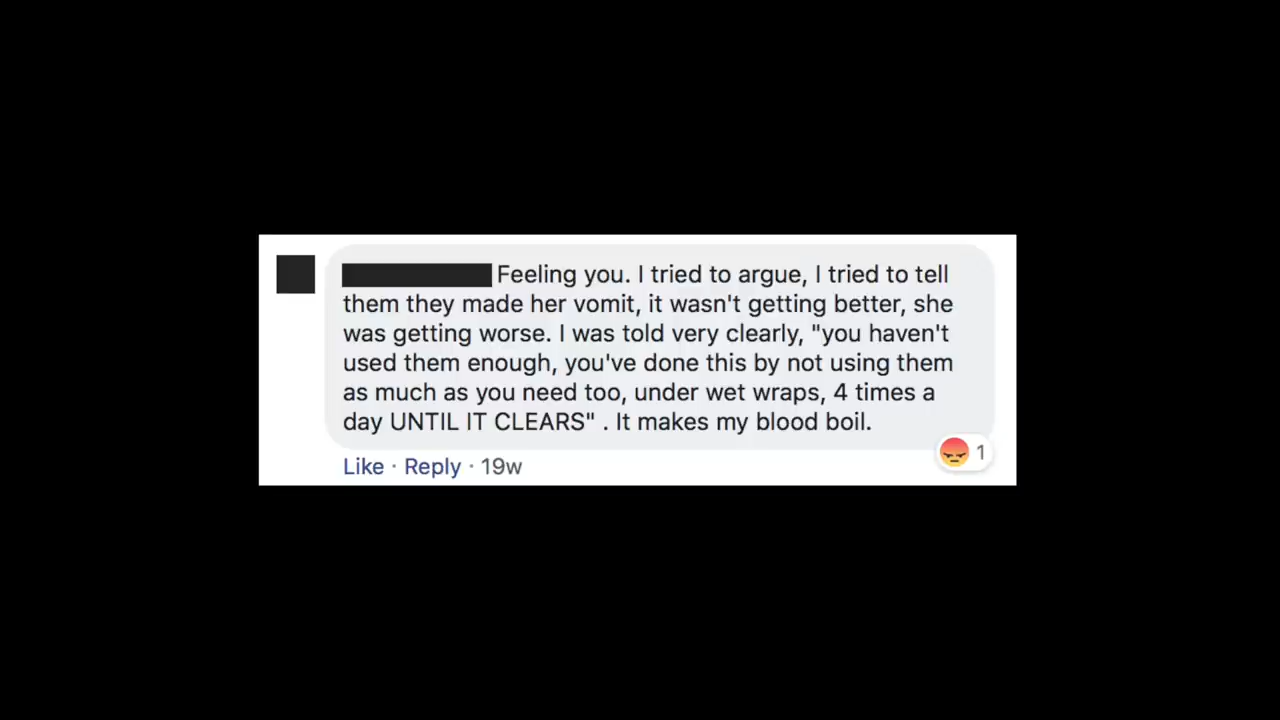 Feeling you. I tried to argue, I tried to tell
them they made her vomit, it wasn't getting better, she
was getting worse. I was told very clearly, "you haven't
used them enough, you've done this by not using them
as much as you need too, under wet wraps, 4 times a
day UNTIL IT CLEARS" . It makes my blood boil.
1
Like · Reply · 19w